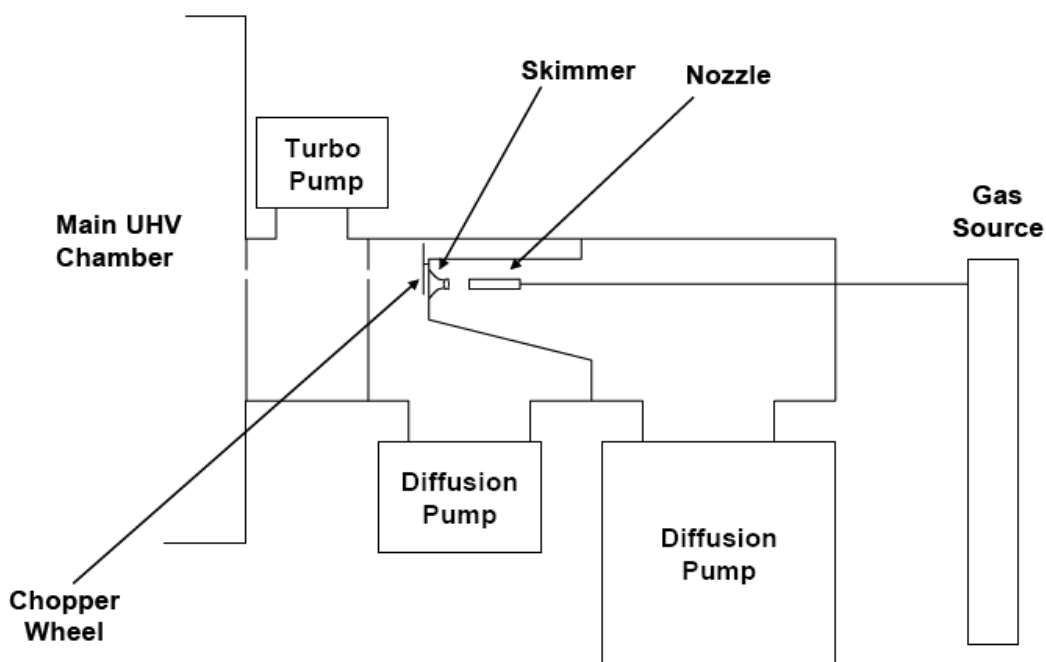 Skimmer
Nozzle
Turbo
Pump
Gas
Source
Main UHV
Chamber
Diffusion
Pump
Diffusion
Pump
Chopper
Wheel